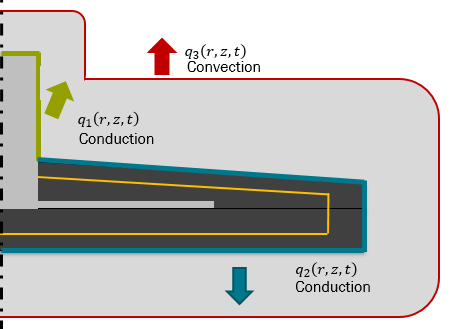 q₃(r, z, t)
Convection
q₁(r, z, t)
Conduction
q₂(r, z, t)
Conduction